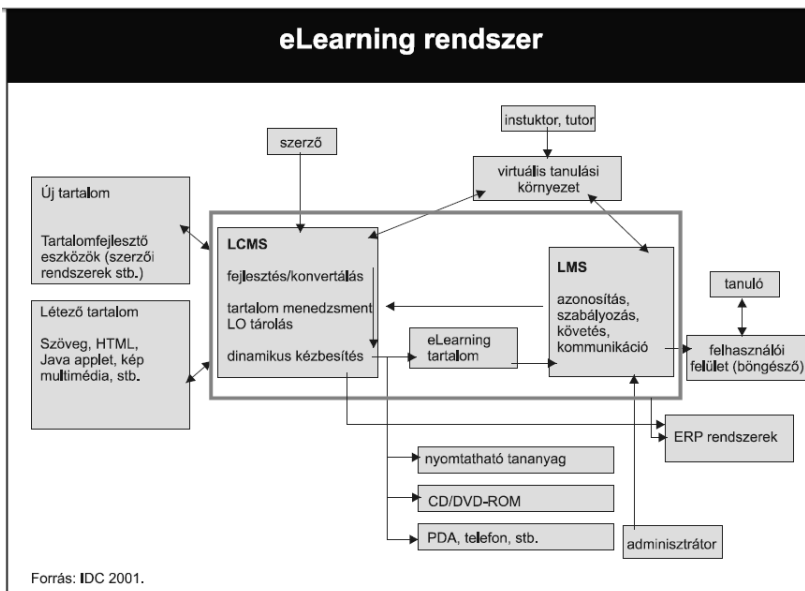 eLearning rendszer
instuktor, tutor
szerző
virtuális tanulási
környezet
Új tartalom
Tartalomfejlesztő
eszközök (szerzői
rendszerek stb.)
LCMS
fejlesztés/konvertálás
tartalom menedzsment
LO tárolás
dinamikus kézbesítés
LMS
azonosítás,
szabályozás,
követés,
kommunikáció
tanuló
Létező tartalom
Szöveg, HTML,
Java applet, kép
multimédia, stb.
eLearning
tartalom
felhasználói
felület (böngésző)
ERP rendszerek
nyomtatható tananyag
CD/DVD-ROM
PDA, telefon, stb.
adminisztrátor
Forrás: IDC 2001.